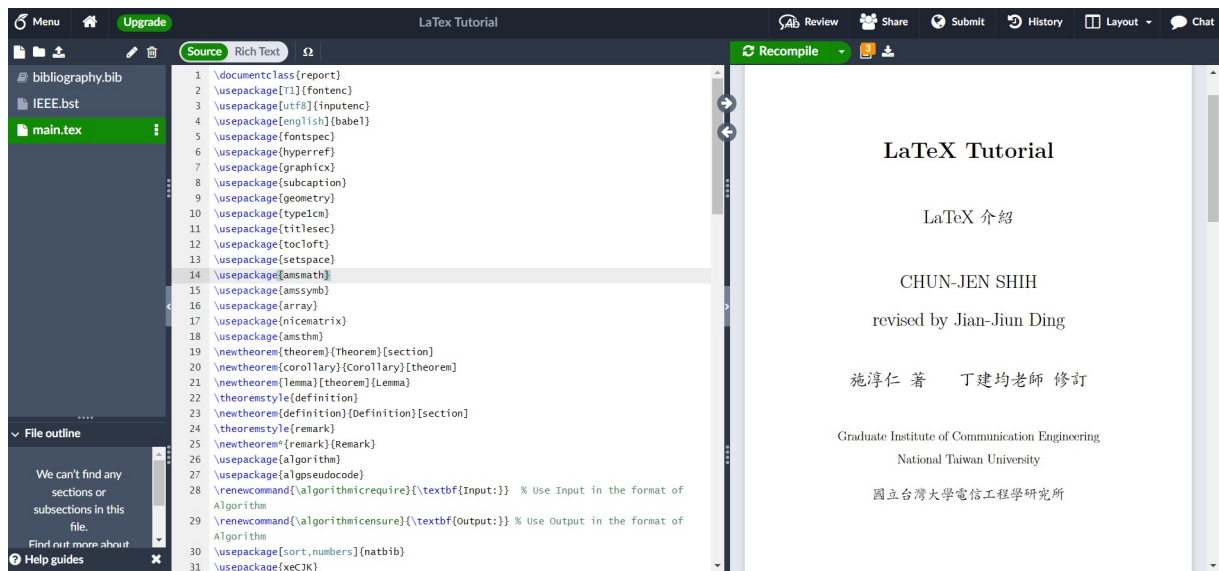 Menu Upgrade LaTex Tutorial Review Share Submit History Layout Chat
Source Rich Text Ω Recompile 3
bibliography.bib
IEEE.bst
main.tex
File outline
We can't find any
sections or
subsections in this
file.
Find out more about
Help guides
1 \documentclass{report}
2 \usepackage[T1]{fontenc}
3 \usepackage[utf8]{inputenc}
4 \usepackage[english]{babel}
5 \usepackage{fontspec}
6 \usepackage{hyperref}
7 \usepackage{graphicx}
8 \usepackage{subcaption}
9 \usepackage{geometry}
10 \usepackage{type1cm}
11 \usepackage{titlesec}
12 \usepackage{tocloft}
13 \usepackage{setspace}
14 \usepackage{amsmath}
15 \usepackage{amssymb}
16 \usepackage{array}
17 \usepackage{nicematrix}
18 \usepackage{amsthm}
19 \newtheorem{theorem}{Theorem}[section]
20 \newtheorem{corollary}{Corollary}[theorem]
21 \newtheorem{lemma}[theorem]{Lemma}
22 \theoremstyle{definition}
23 \newtheorem{definition}{Definition}[section]
24 \theoremstyle{remark}
25 \newtheorem*{remark}{Remark}
26 \usepackage{algorithm}
27 \usepackage{algpseudocode}
28 \renewcommand{\algorithmicrequire}{\textbf{Input:}} % Use Input in the format of
Algorithm
29 \renewcommand{\algorithmicensure}{\textbf{Output:}} % Use Output in the format of
Algorithm
30 \usepackage[sort,numbers]{natbib}
31 \usepackage{xeCJK}
LaTeX Tutorial
LaTeX 介紹
CHUN-JEN SHIH
revised by Jian-Jiun Ding
施淳仁 著 丁建均老師 修訂
Graduate Institute of Communication Engineering
National Taiwan University
國立台灣大學電信工程學研究所